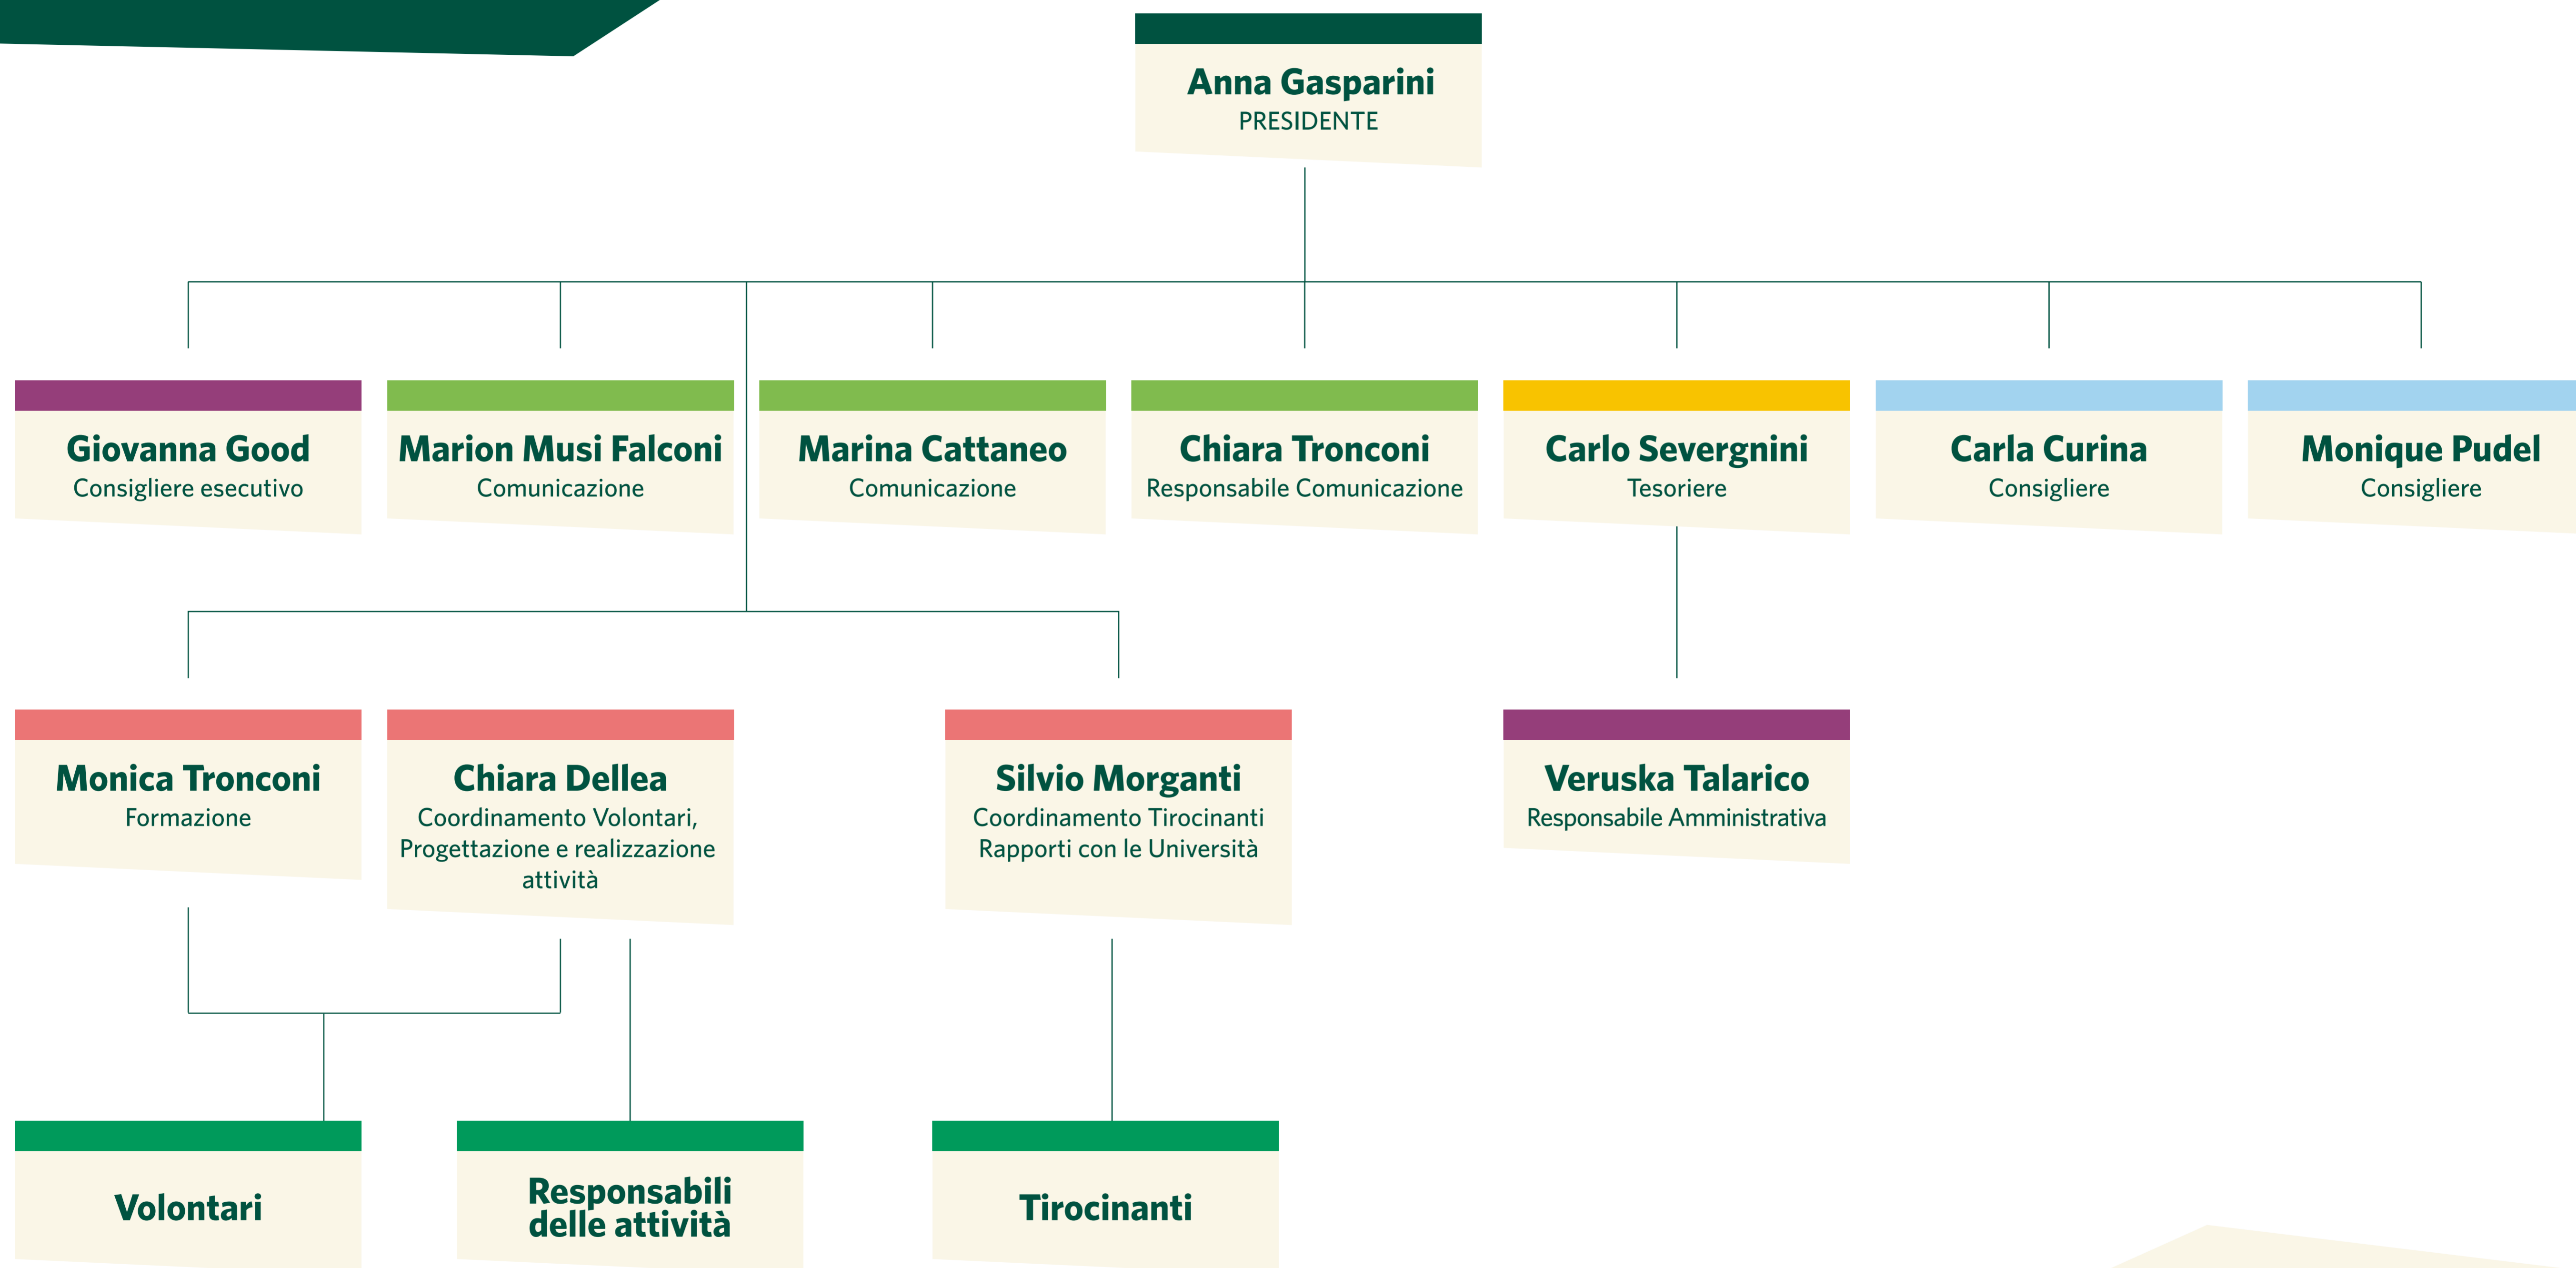 Anna Gasparini
PRESIDENTE
Giovanna Good
Consigliere esecutivo
Marion Musi Falconi
Comunicazione
Marina Cattaneo
Comunicazione
Chiara Tronconi
Responsabile Comunicazione
Carlo Severgnini
Tesoriere
Carla Curina
Consigliere
Monique Pudel
Consigliere
Monica Tronconi
Formazione
Chiara Dellea
Coordinamento Volontari,
Progettazione e realizzazione
attività
Silvio Morganti
Coordinamento Tirocinanti
Rapporti con le Università
Veruska Talarico
Responsabile Amministrativa
Volontari
Responsabili
delle attività
Tirocinanti